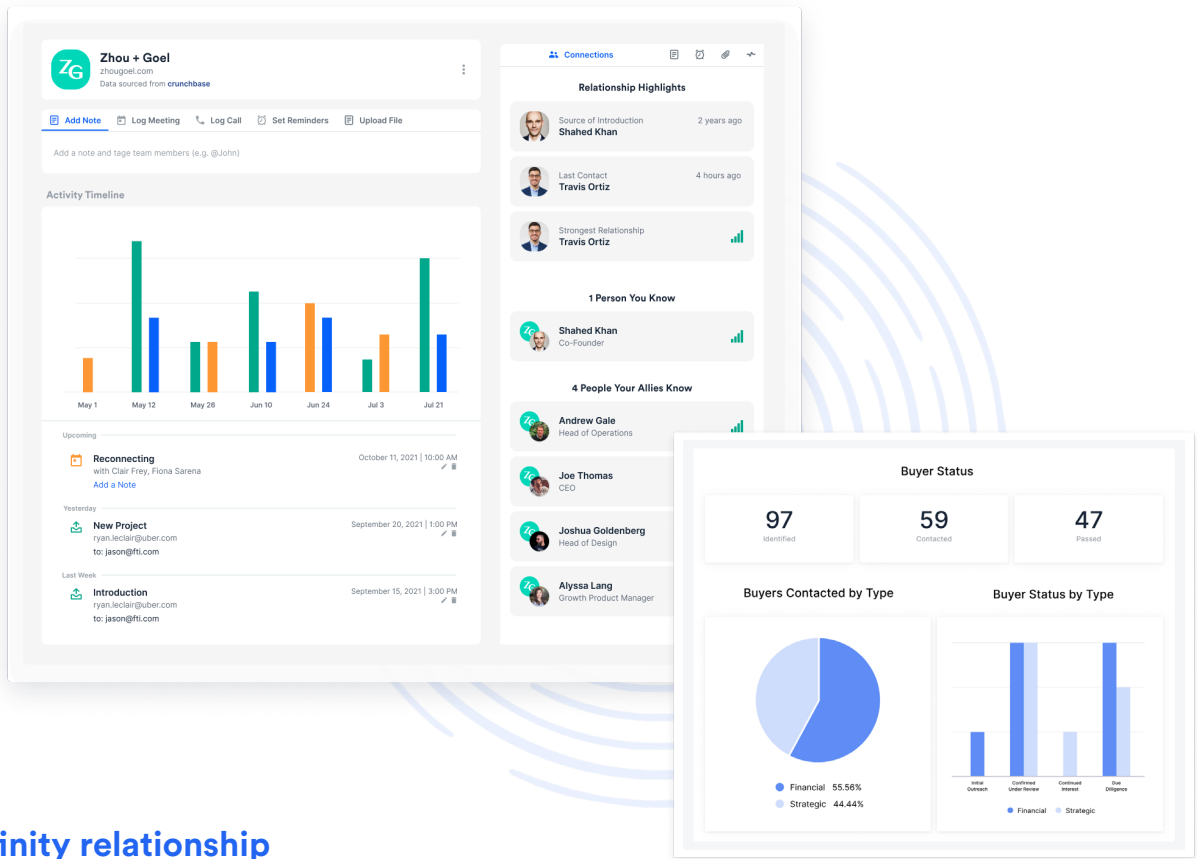 ZG
Zhou + Goel
zhougoel.com
Data sourced from crunchbase
Add Note
Log Meeting
Log Call
Set Reminders
Upload File
Add a note and tage team members (e.g. @John)
Activity Timeline
May 1
May 12
May 26
Jun 10
Jun 24
Jul 3
Jul 21
Upcoming
Reconnecting
October 11, 2021 | 10:00 AM
with Clair Frey, Fiona Sarena
Add a Note
Yesterday
New Project
September 20, 2021 | 1:00 PM
ryan.leclair@uber.com
to: jason@fti.com
Last Week
Introduction
September 15, 2021 | 3:00 PM
ryan.leclair@uber.com
to: jason@fti.com
Connections
Relationship Highlights
Source of Introduction
2 years ago
Shahed Khan
Last Contact
4 hours ago
Travis Ortiz
Strongest Relationship
Travis Ortiz
1 Person You Know
ZG
Shahed Khan
Co-Founder
4 People Your Allies Know
ZG
Andrew Gale
Head of Operations
ZG
Joe Thomas
CEO
ZG
Joshua Goldenberg
Head of Design
ZG
Alyssa Lang
Growth Product Manager
Buyer Status
97
Identified
59
Contacted
47
Passed
Buyers Contacted by Type
Financial 55.56%
Strategic 44.44%
Buyer Status by Type
Initial
Outreach
Confirmed
Under Review
Continued
Interest
Due
Dilligence
Financial
Strategic
finity relationship